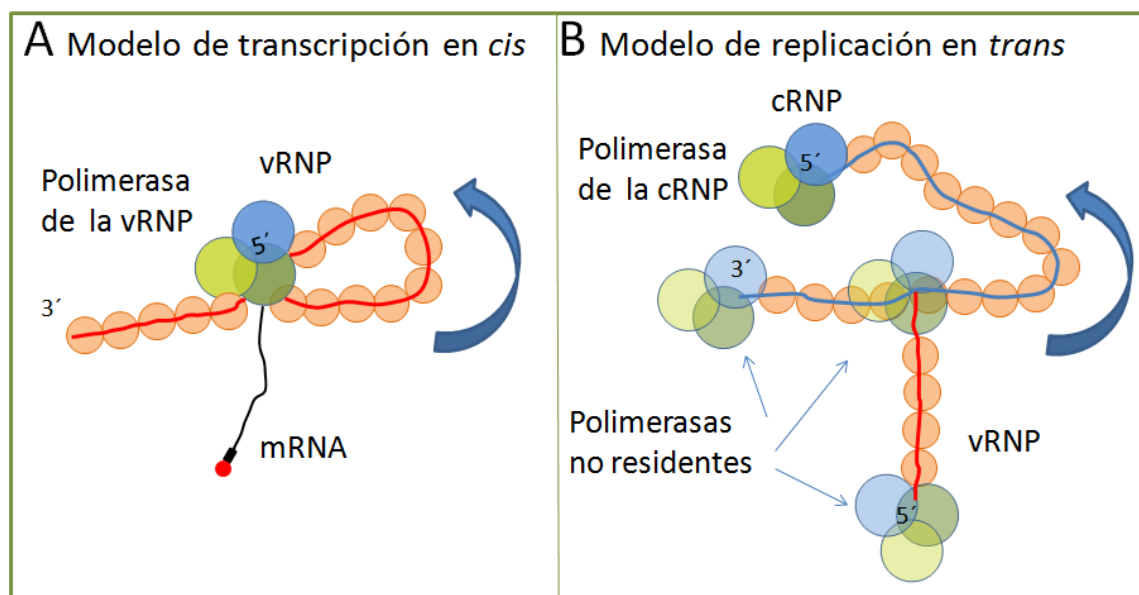 A Modelo de transcripción en cis
vRNP
Polimerasa
de la vRNP
5´
3´
mRNA
B Modelo de replicación en trans
cRNP
Polimerasa
de la cRNP
5´
3´
Polimerasas
no residentes
vRNP
5´